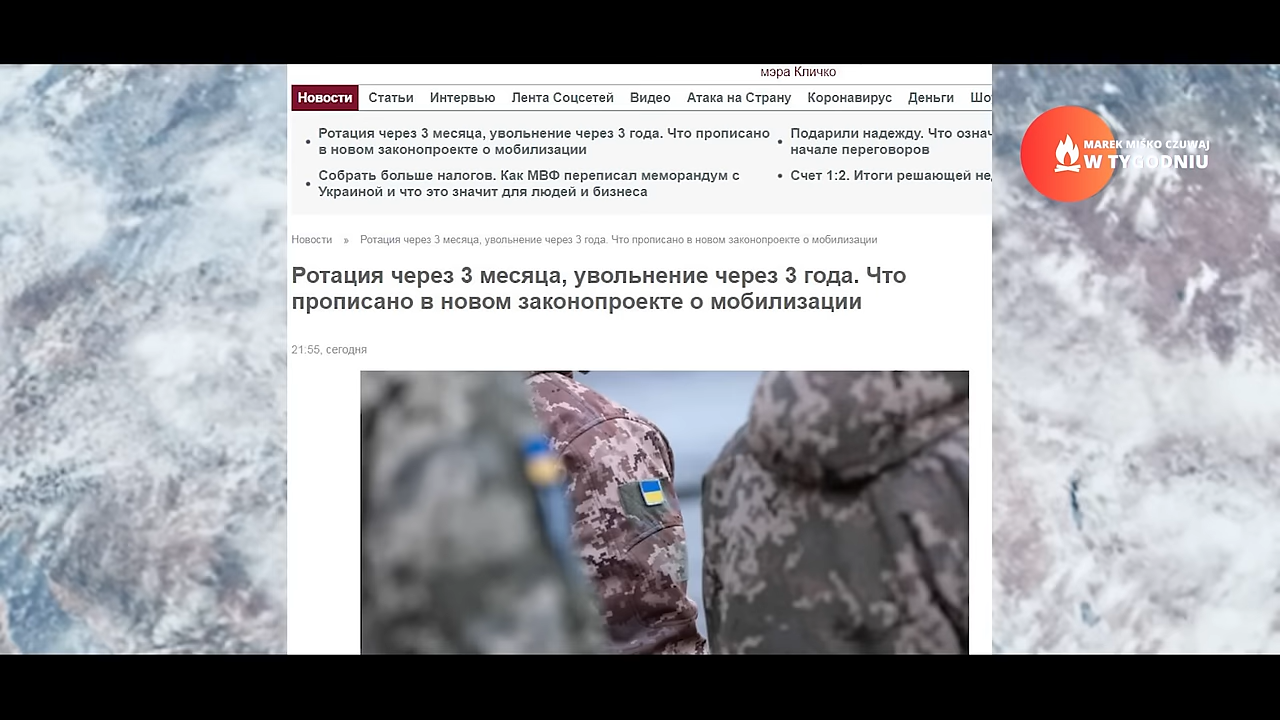 мэра Кличко
Новости Статьи Интервью Лента Соцсетей Видео Атака на Страну Коронавирус Деньги
• Ротация через 3 месяца, увольнение через 3 года. Что прописано
в новом законопроекте о мобилизации
• Собрать больше налогов. Как МВФ переписал меморандум с
Украиной и что это значит для людей и бизнеса
• Подарили надежду. Что
начале переговоров
• Счет 1:2. Итоги решающей
MAREK MIŚKO CZUWAJ
W TYGODNIU
Новости » Ротация через 3 месяца, увольнение через 3 года. Что прописано в новом законопроекте о мобилизации
Ротация через 3 месяца, увольнение через 3 года. Что
прописано в новом законопроекте о мобилизации
21:55, сегодня